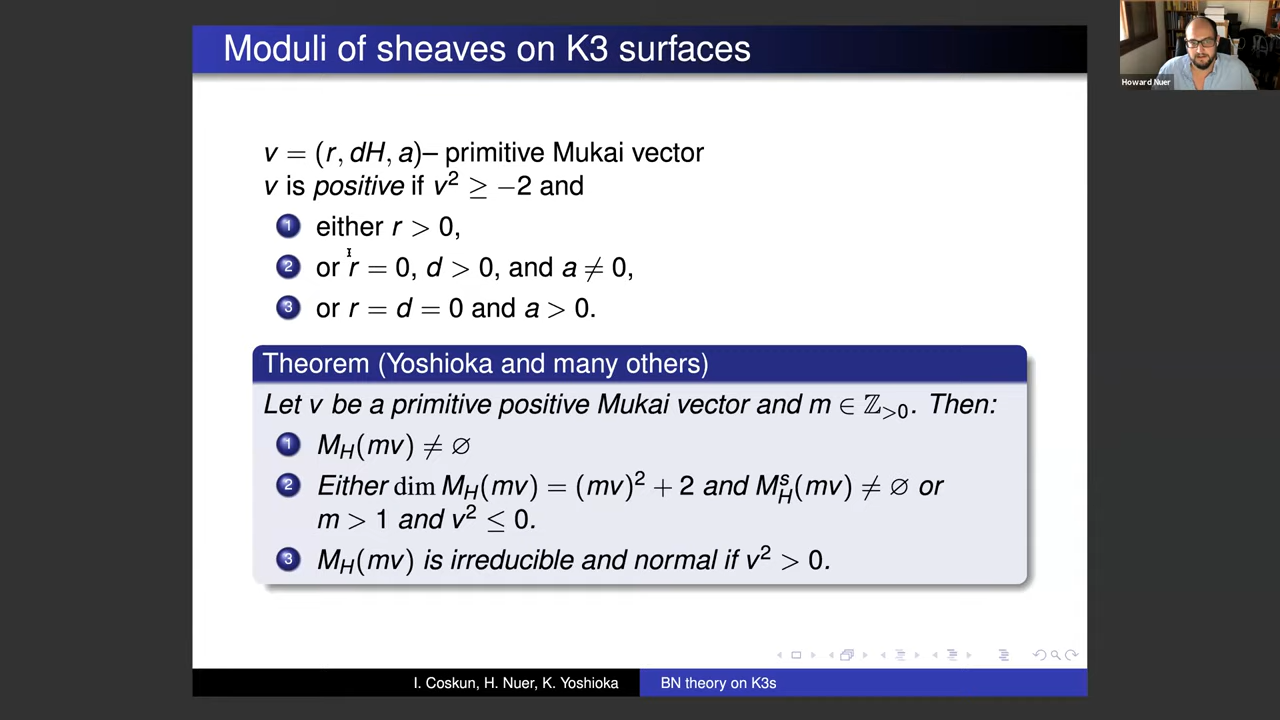 Moduli of sheaves on K3 surfaces
Howard Nuer
v = (r, dH, a)– primitive Mukai vector
v is positive if v² ≥ −2 and
1 either r > 0,
2 or r = 0, d > 0, and a ≠ 0,
3 or r = d = 0 and a > 0.
Theorem (Yoshioka and many others)
Let v be a primitive positive Mukai vector and m ∈ ℤ>0. Then:
1 M_H(mv) ≠ ∅
2 Either dim M_H(mv) = (mv)² + 2 and M_H^s(mv) ≠ ∅ or
m > 1 and v² ≤ 0.
3 M_H(mv) is irreducible and normal if v² > 0.
I. Coskun, H. Nuer, K. Yoshioka BN theory on K3s